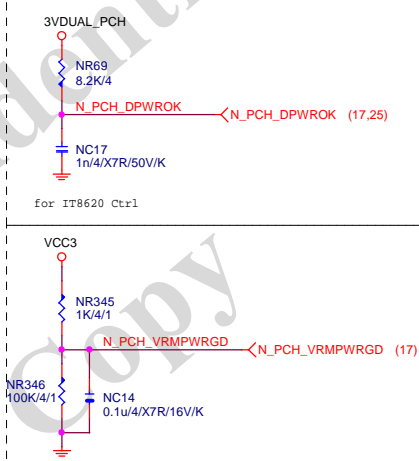 3VDUAL_PCH
NR69
8.2K/4
N_PCH_DPWROK
N_PCH_DPWROK (17,25)
NC17
1n/4/X7R/50V/K
for IT8620 Ctrl
VCC3
NR345
1K/4/1
N_PCH_VRMPWRGD
N_PCH_VRMPWRGD (17)
NR346
100K/4/1
NC14
0.1u/4/X7R/16V/K
Copy